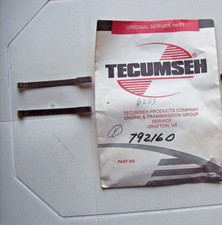 ORIGINAL SERVICE PART
TECUMSEH
TECUMSEH PRODUCTS COMPANY
ENGINE & TRANSMISSION GROUP
SERVICE
GRAFTON, WI
792160
PART NO.